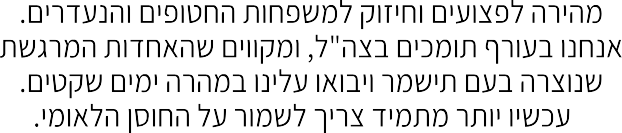 מהירה לפצועים וחיזוק למשפחות החטופים והנעדרים.
אנחנו בעורף תומכים בצה"ל, ומקווים שהאחדות המרגשת
שנוצרה בעם תישמר ויבואו עלינו במהרה ימים שקטים.
עכשיו יותר מתמיד צריך לשמור על החוסן הלאומי.